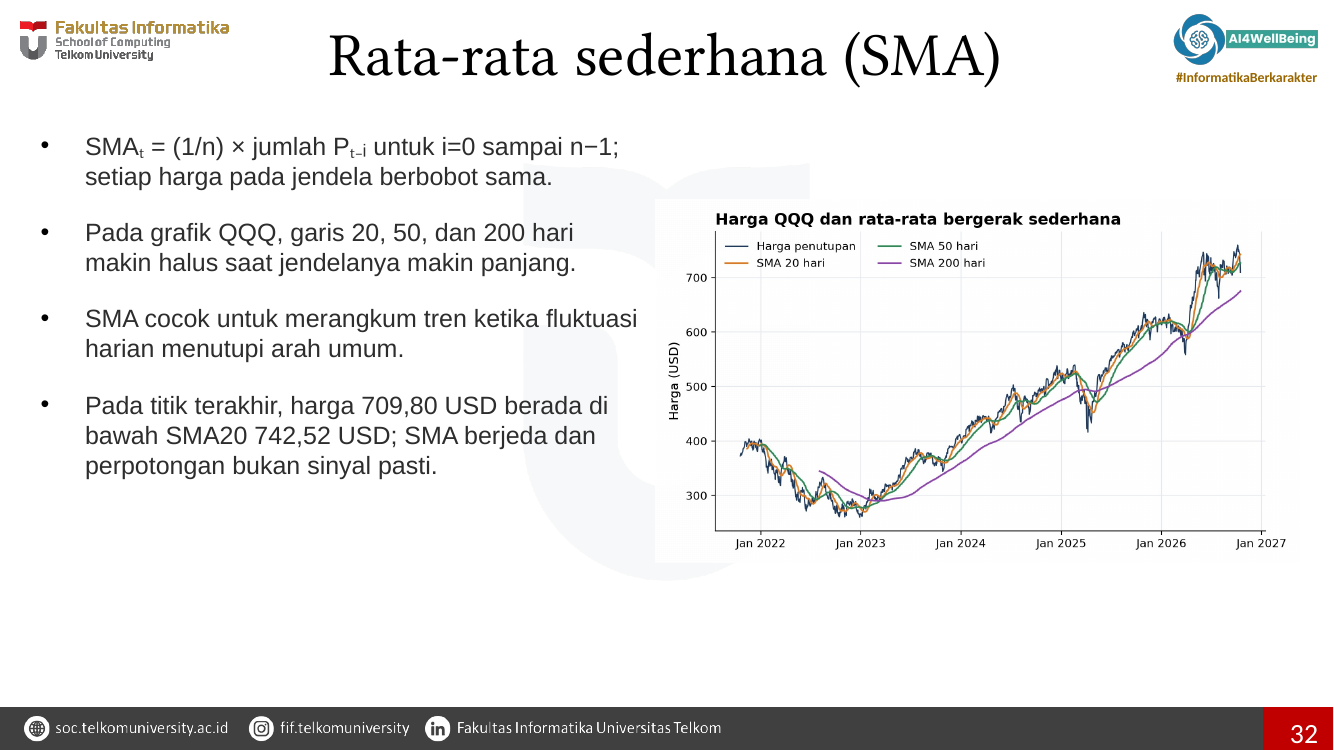 Fakultas Informatika
School of Computing
Telkom University
Rata-rata sederhana (SMA)
AI4WellBeing
#InformatikaBerkarakter
• SMAₜ = (1/n) × jumlah Pₜ₋ᵢ untuk i=0 sampai n−1;
setiap harga pada jendela berbobot sama.
• Pada grafik QQQ, garis 20, 50, dan 200 hari
makin halus saat jendelanya makin panjang.
• SMA cocok untuk merangkum tren ketika fluktuasi
harian menutupi arah umum.
• Pada titik terakhir, harga 709,80 USD berada di
bawah SMA20 742,52 USD; SMA berjeda dan
perpotongan bukan sinyal pasti.
Harga QQQ dan rata-rata bergerak sederhana
Harga penutupan
SMA 20 hari
SMA 50 hari
SMA 200 hari
Harga (USD)
700
600
500
400
300
Jan 2022 Jan 2023 Jan 2024 Jan 2025 Jan 2026 Jan 2027
soc.telkomuniversity.ac.id fif.telkomuniversity Fakultas Informatika Universitas Telkom
32